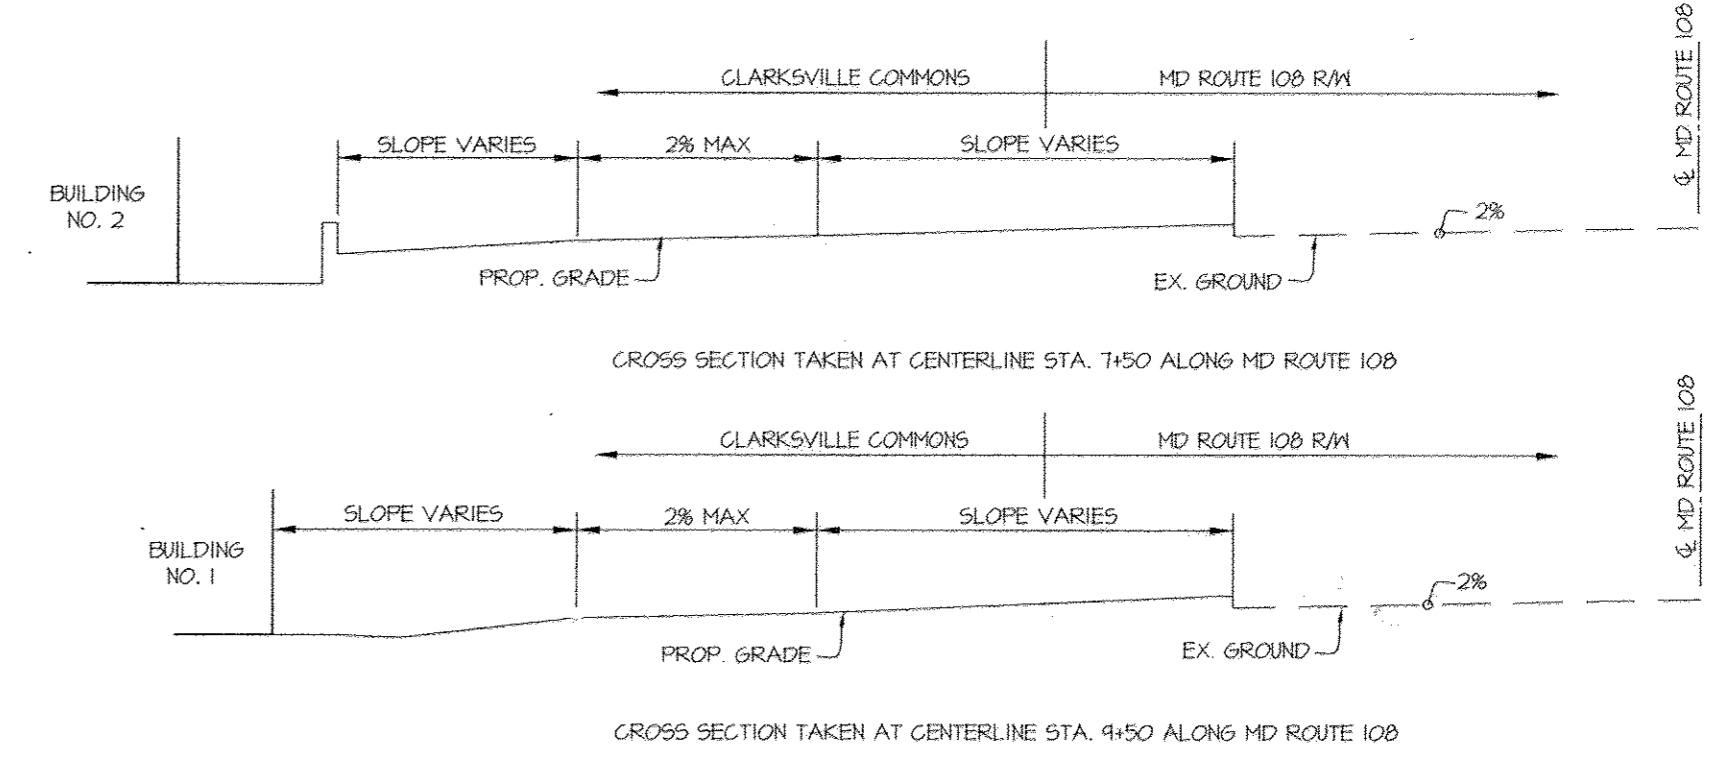 CLARKSVILLE COMMONS
MD ROUTE 108 R/W
SLOPE VARIES
2% MAX
SLOPE VARIES
BUILDING
NO. 2
2%
PROP. GRADE
EX. GROUND
℄ MD ROUTE 108
CROSS SECTION TAKEN AT CENTERLINE STA. 7+50 ALONG MD ROUTE 108
CLARKSVILLE COMMONS
MD ROUTE 108 R/W
SLOPE VARIES
2% MAX
SLOPE VARIES
BUILDING
NO. 1
2%
PROP. GRADE
EX. GROUND
℄ MD ROUTE 108
CROSS SECTION TAKEN AT CENTERLINE STA. 9+50 ALONG MD ROUTE 108